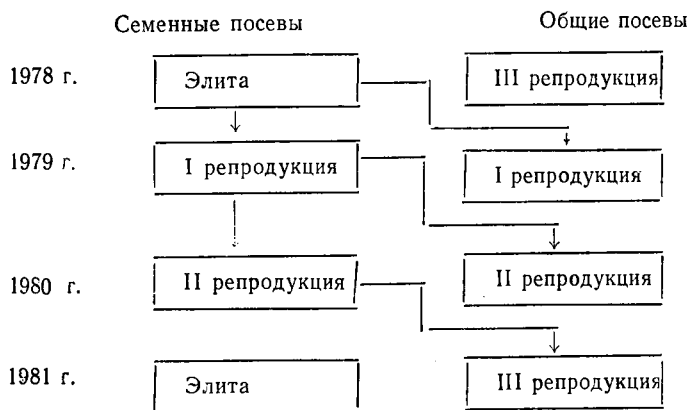 Семенные посевы Общие посевы
1978 г. Элита III репродукция
1979 г. I репродукция I репродукция
1980 г. II репродукция II репродукция
1981 г. Элита III репродукция